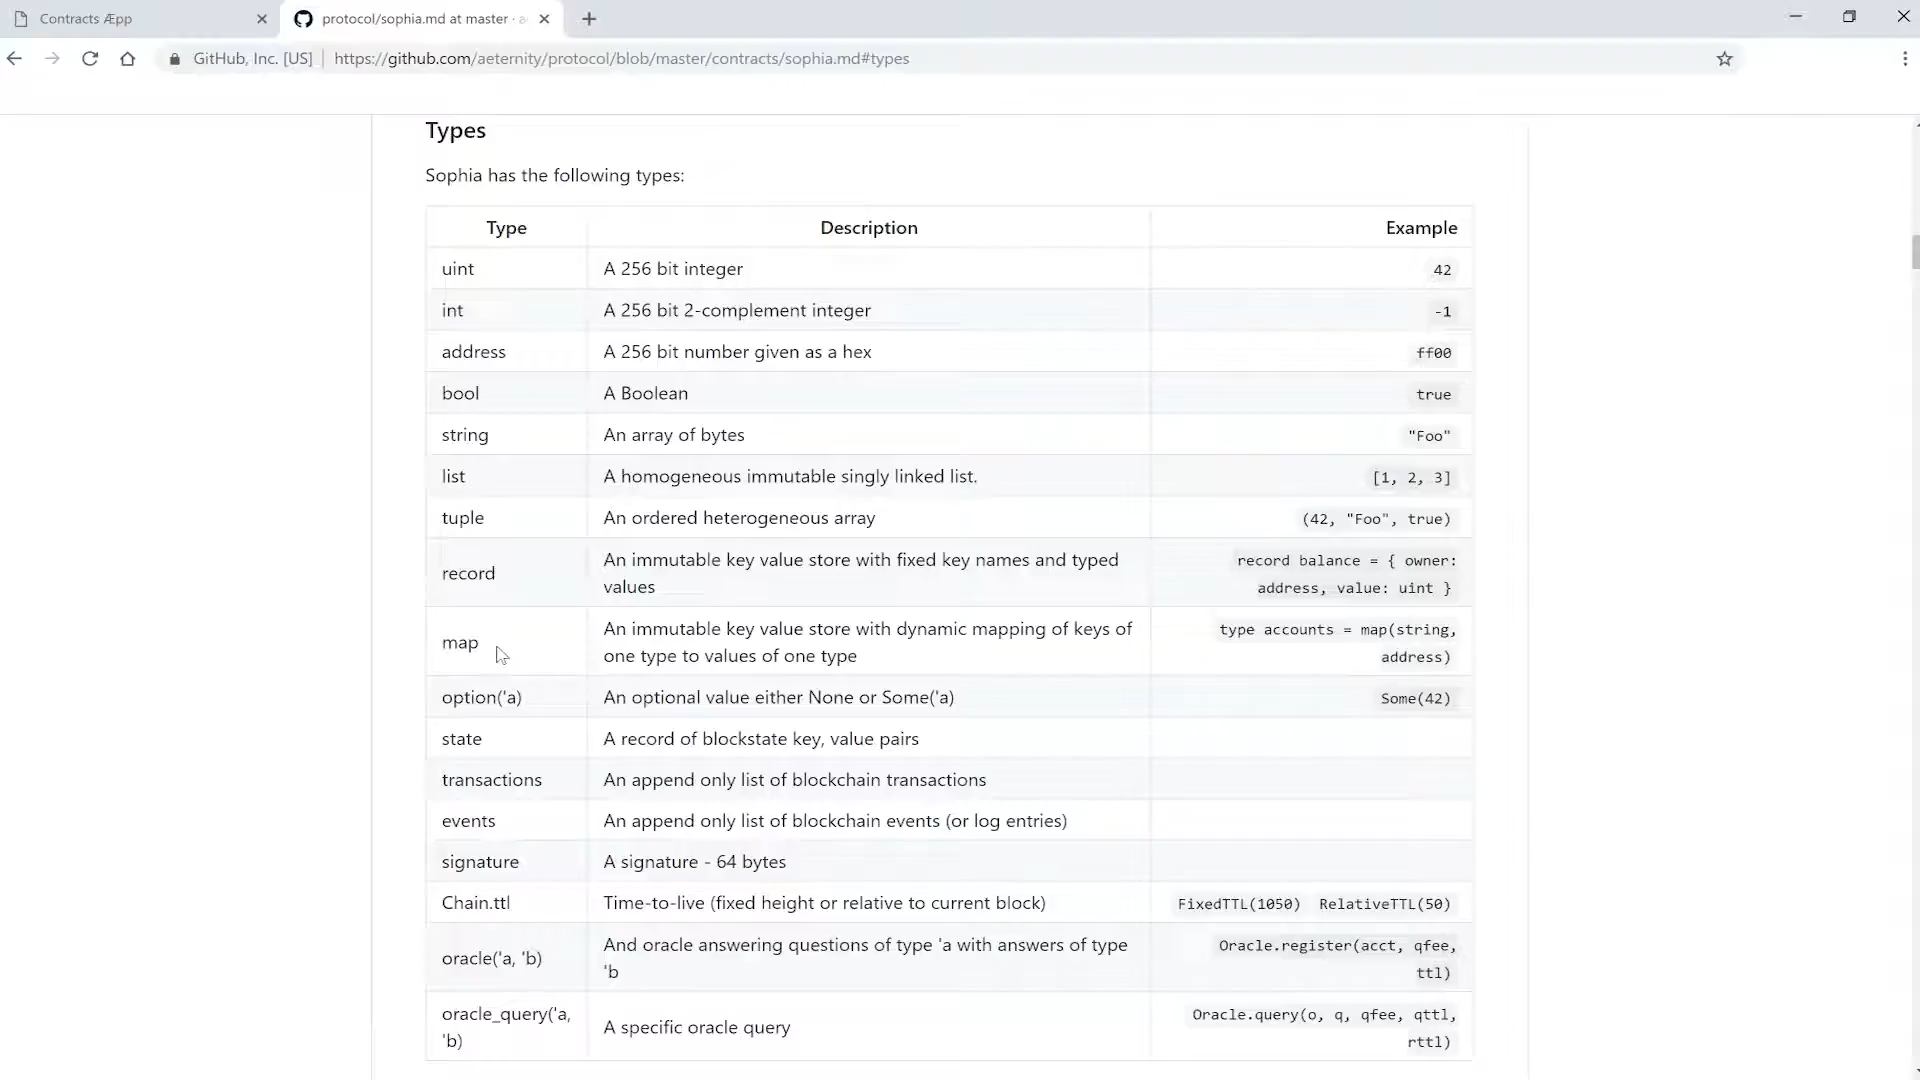 Contracts Æpp
protocol/sophia.md at master · a
GitHub, Inc. [US] | https://github.com/aeternity/protocol/blob/master/contracts/sophia.md#types
Types
Sophia has the following types:
Type Description Example
uint A 256 bit integer 42
int A 256 bit 2-complement integer -1
address A 256 bit number given as a hex ff00
bool A Boolean true
string An array of bytes "Foo"
list A homogeneous immutable singly linked list. [1, 2, 3]
tuple An ordered heterogeneous array (42, "Foo", true)
record An immutable key value store with fixed key names and typed record balance = { owner:
values address, value: uint }
map An immutable key value store with dynamic mapping of keys of type accounts = map(string,
one type to values of one type address)
option('a) An optional value either None or Some('a) Some(42)
state A record of blockstate key, value pairs
transactions An append only list of blockchain transactions
events An append only list of blockchain events (or log entries)
signature A signature - 64 bytes
Chain.ttl Time-to-live (fixed height or relative to current block) FixedTTL(1050) RelativeTTL(50)
oracle('a, 'b) And oracle answering questions of type 'a with answers of type Oracle.register(acct, qfee,
'b ttl)
oracle_query('a, A specific oracle query Oracle.query(o, q, qfee, qttl,
'b) rttl)